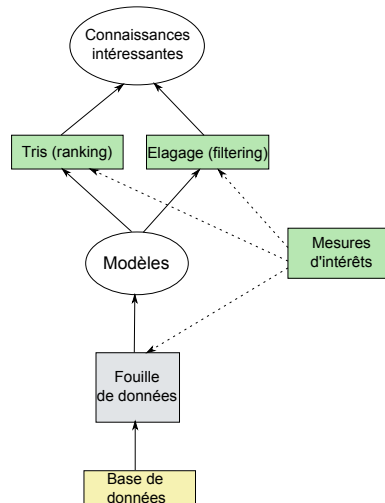 Connaissances
intéressantes
Tris (ranking)
Elagage (filtering)
Modèles
Mesures
d'intérêts
Fouille
de données
Base de
données